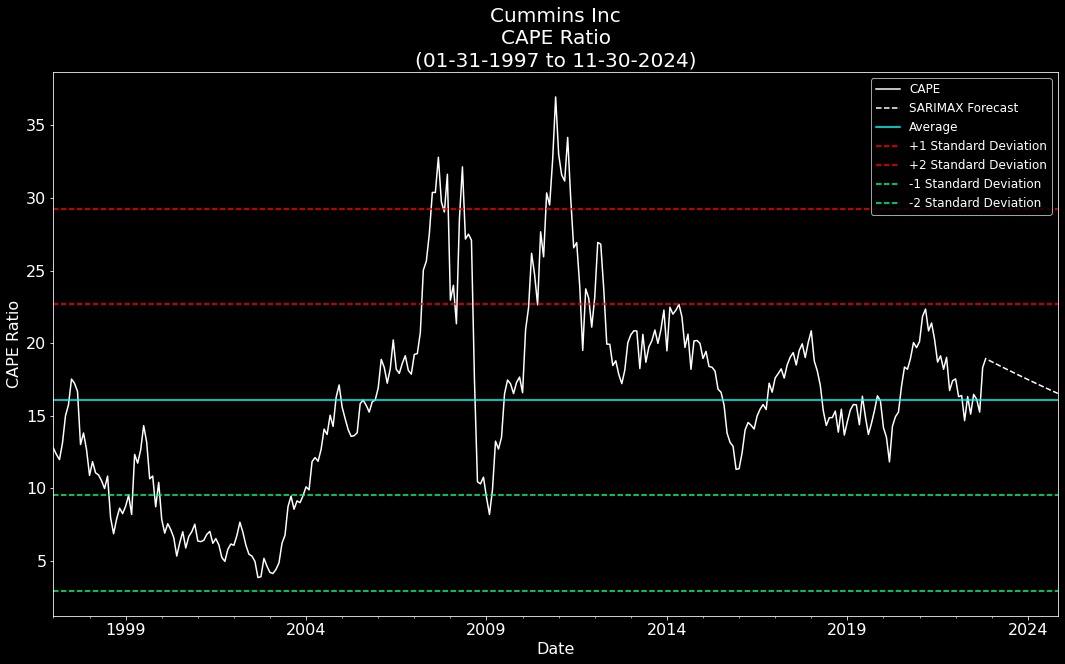 Cummins Inc
CAPE Ratio
(01-31-1997 to 11-30-2024)
CAPE
SARIMAX Forecast
Average
+1 Standard Deviation
+2 Standard Deviation
-1 Standard Deviation
-2 Standard Deviation
CAPE Ratio
35
30
25
20
15
10
5
1999
2004
2009
2014
2019
2024
Date